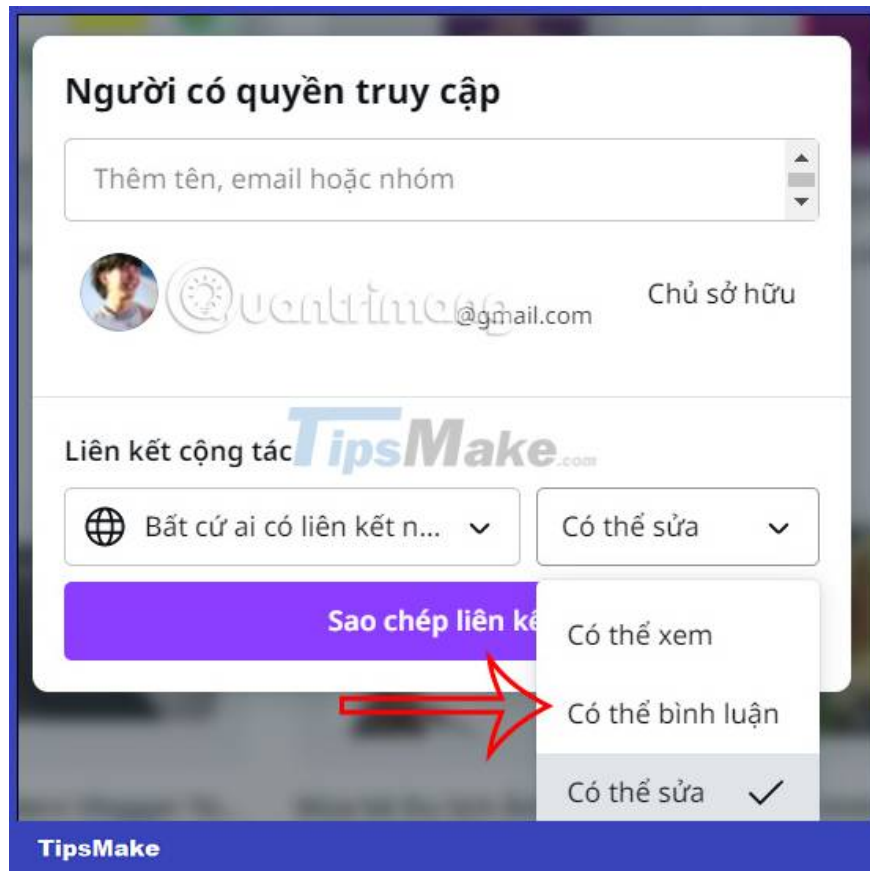 Người có quyền truy cập
Thêm tên, email hoặc nhóm
Quantrimang
@gmail.com
Chủ sở hữu
TipsMake.com
Liên kết cộng tác
Bất cứ ai có liên kết n...
Có thể sửa
Sao chép liên kế
Có thể xem
Có thể bình luận
Có thể sửa
TipsMake